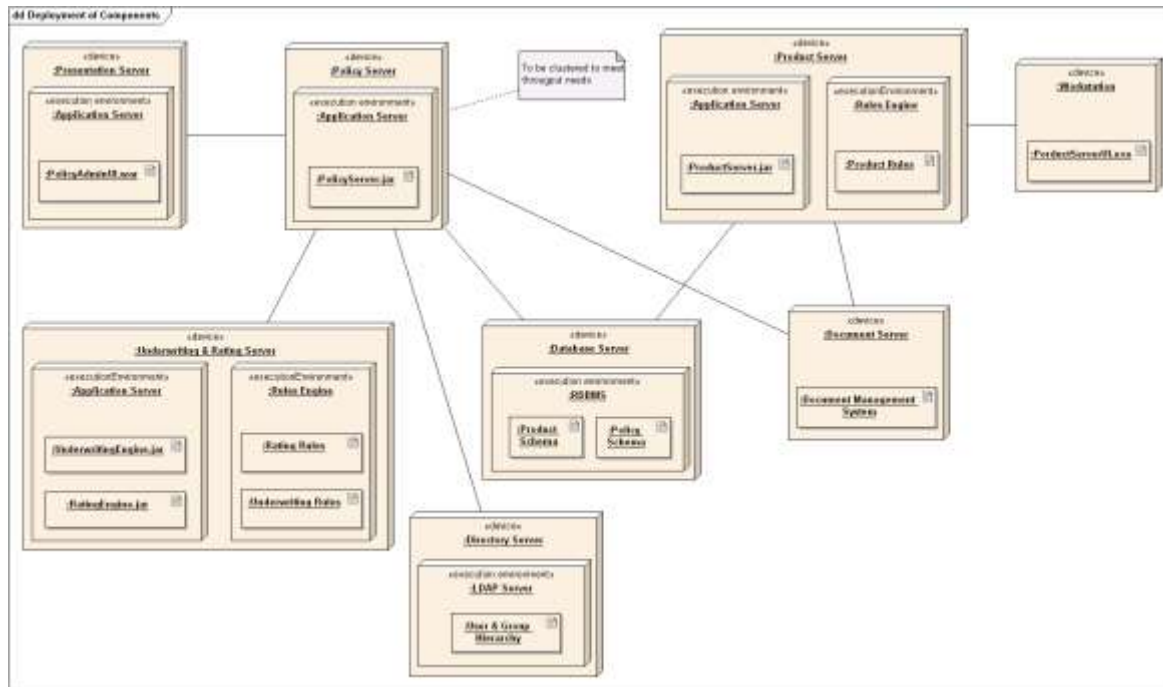 dd Deployment of Components
«device»
:Presentation Server
«execution environment»
:Application Server
:PolicyAdminUI.war
«device»
:Policy Server
«execution environment»
:Application Server
:PolicyServer.jar
To be clustered to meet
througput needs
«device»
:Product Server
«execution environment»
:Application Server
:ProductServer.jar
«executionEnvironment»
:Rules Engine
:Product Rules
«device»
:Workstation
«device»
:Underwriting & Rating Server
«executionEnvironment»
:Application Server
:UnderwritingEngine.jar
:RatingEngine.jar
«executionEnvironment»
:Rules Engine
:Rating Rules
:Underwriting Rules
«device»
:Database Server
«execution environment»
:RDBMS
:Product
Schema
:Policy
Schema
«device»
:Document Server
:Document Management
System
«device»
:Directory Server
«execution environment»
:LDAP Server
:User & Group
Hierarchy